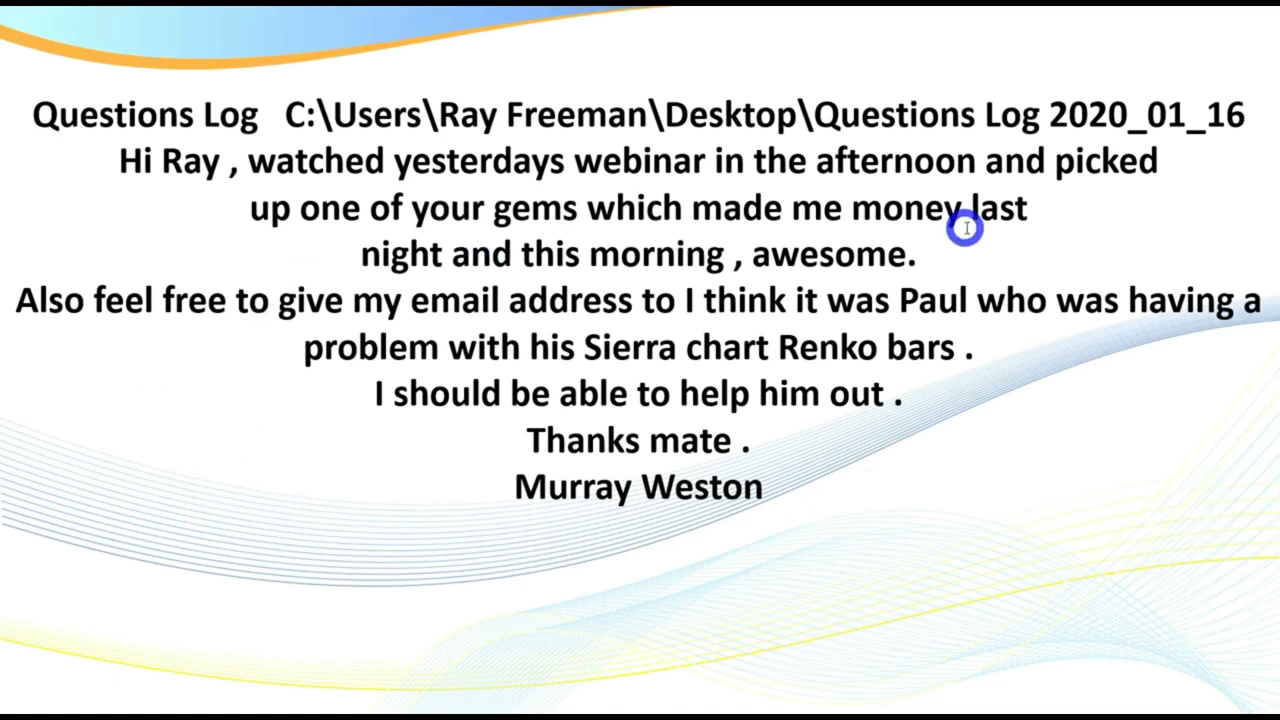 Questions Log C:\Users\Ray Freeman\Desktop\Questions Log 2020_01_16
Hi Ray , watched yesterdays webinar in the afternoon and picked
up one of your gems which made me money last
night and this morning , awesome.
Also feel free to give my email address to I think it was Paul who was having a
problem with his Sierra chart Renko bars .
I should be able to help him out .
Thanks mate .
Murray Weston